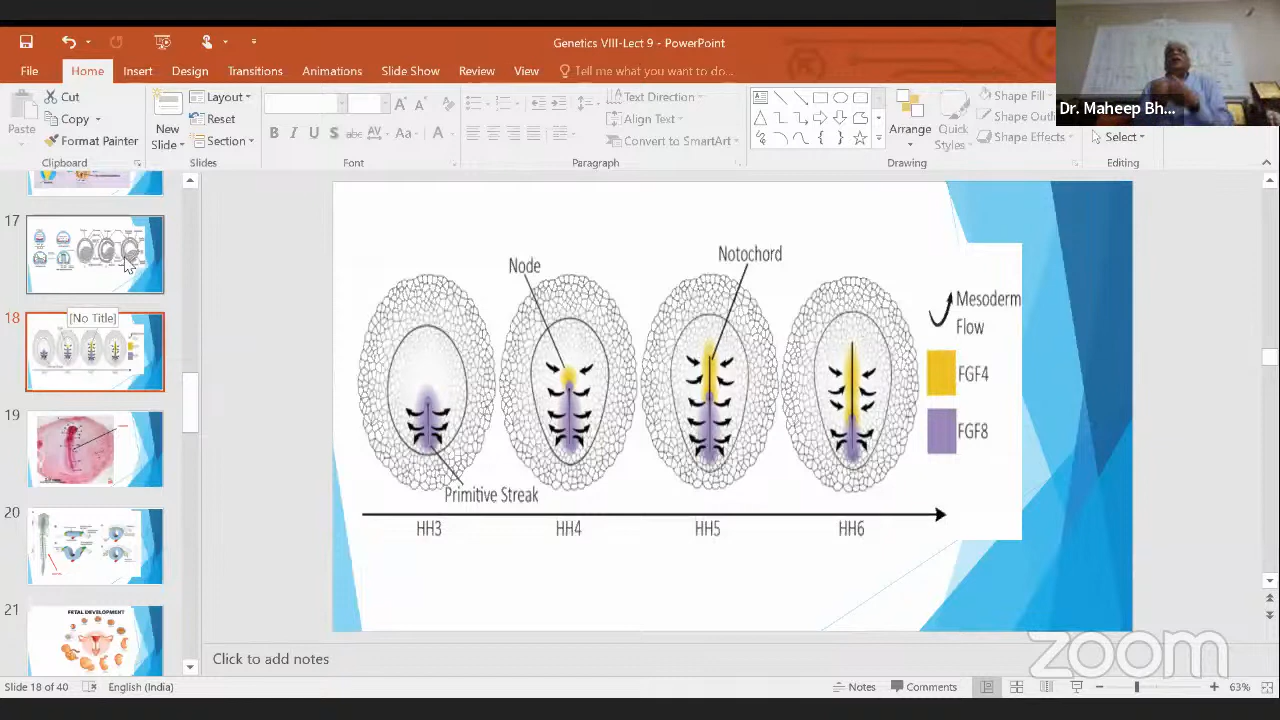 Genetics VIII-Lect 9 - PowerPoint
File Home Insert Design Transitions Animations Slide Show Review View Tell me what you want to do...
Paste
Cut
Copy
Format Painter
Clipboard
New
Slide
Layout
Reset
Section
Slides
B I U S abc AV Aa A
Font
Text Direction
Align Text
Convert to SmartArt
Paragraph
Arrange
Quick
Styles
Shape Fill
Shape Effects
Drawing
Select
Editing
Dr. Maheep Bh...
17
18
[No Title]
19
20
21
FETAL DEVELOPMENT
Node
Notochord
Mesoderm
Flow
FGF4
FGF8
Primitive Streak
HH3 HH4 HH5 HH6
Click to add notes
zoom
Slide 18 of 40 English (India) Notes Comments 63%